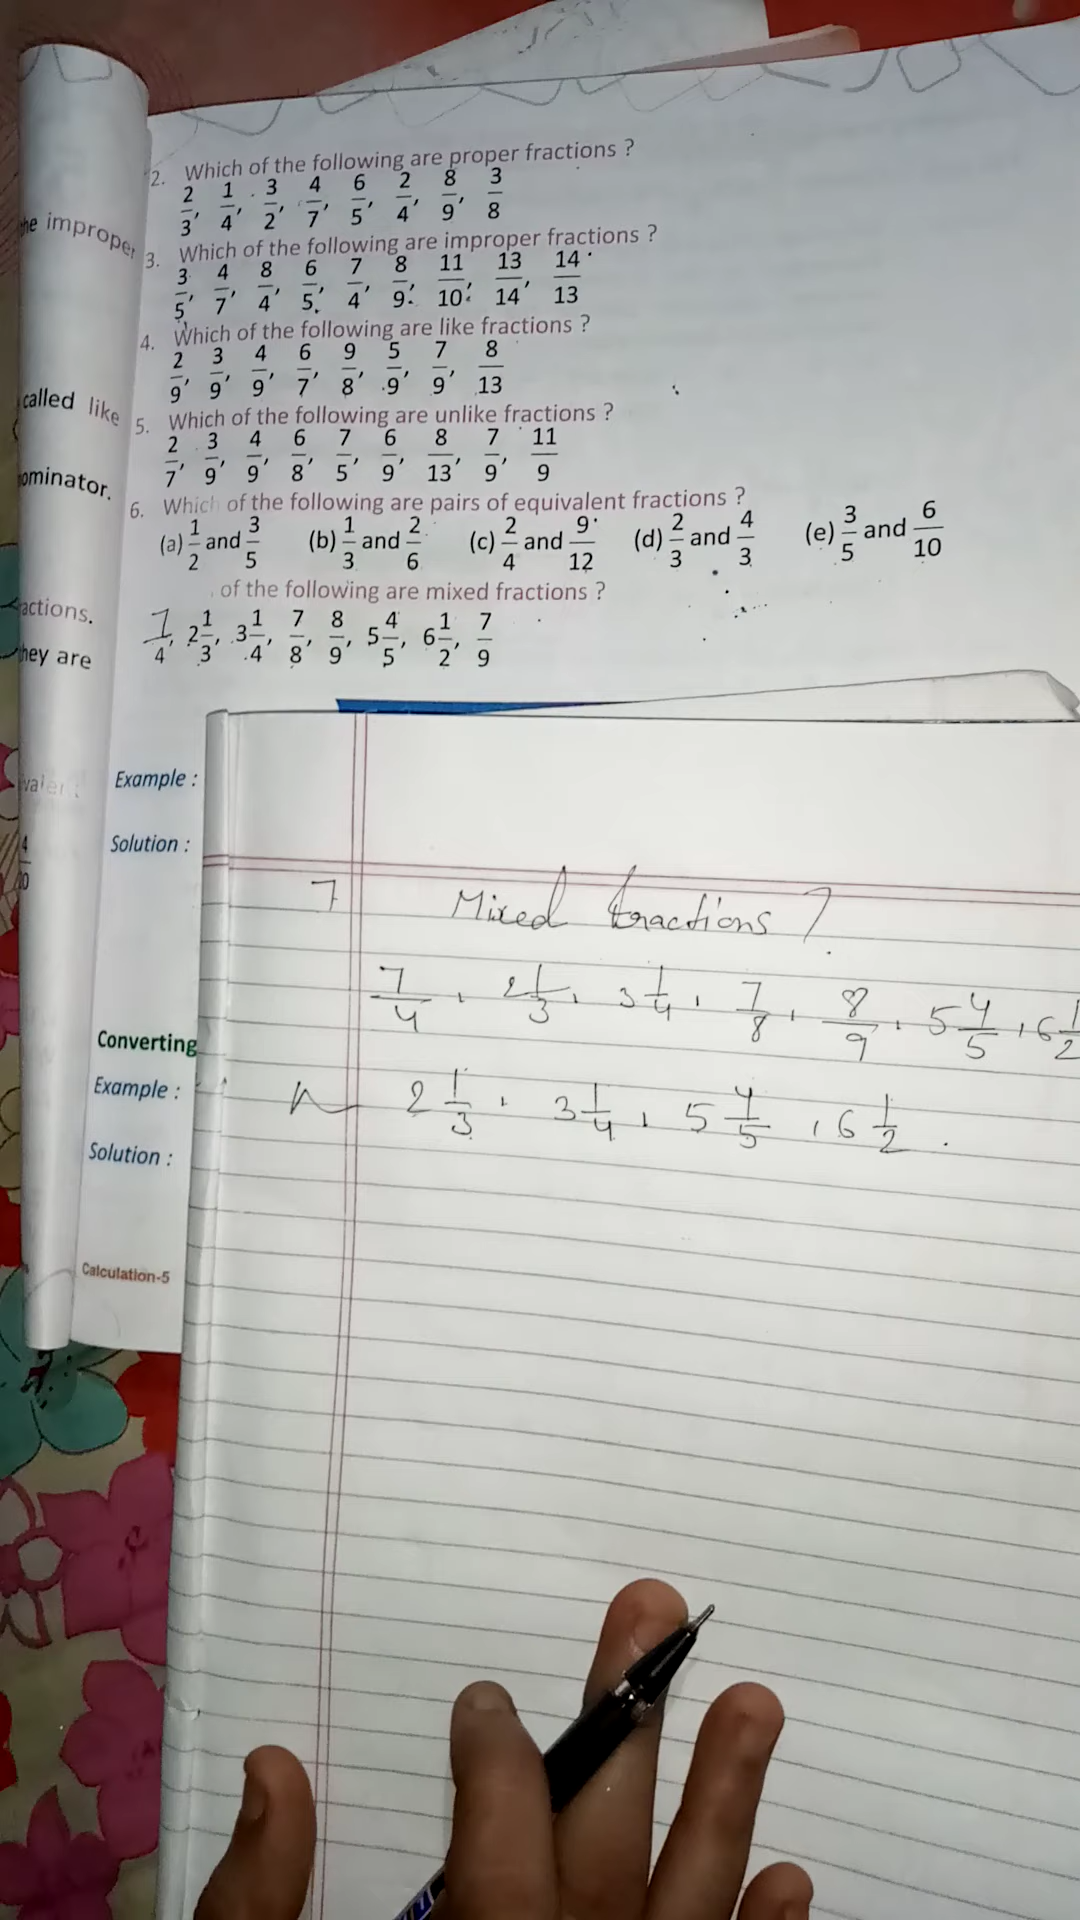 2. Which of the following are proper fractions ?
2/3, 1/4, 3/2, 4/7, 6/5, 2/4, 8/9, 3/8
he improper
3. Which of the following are improper fractions ?
3/5, 4/7, 8/4, 6/5, 7/4, 8/9, 11/10, 13/14, 14/13
4. Which of the following are like fractions ?
2/9, 3/9, 4/9, 6/7, 9/8, 5/9, 7/9, 8/13
called like
5. Which of the following are unlike fractions ?
2/7, 3/9, 4/9, 6/8, 7/5, 6/9, 8/13, 7/9, 11/9
ominator.
6. Which of the following are pairs of equivalent fractions ?
(a) 1/2 and 3/5 (b) 1/3 and 2/6 (c) 2/4 and 9/12 (d) 2/3 and 4/3 (e) 3/5 and 6/10
of the following are mixed fractions ?
actions.
7/4, 2 1/3, 3 1/4, 7/8, 8/9, 5 4/5, 6 1/2, 7/9
they are
Example :
Solution :
7 Mixed fractions ?
7/4, 2 1/3, 3 1/4, 7/8, 8/9, 5 4/5, 6 1/2
Converting
Example :
2 1/3, 3 1/4, 5 4/5, 6 1/2.
Solution :
Calculation-5